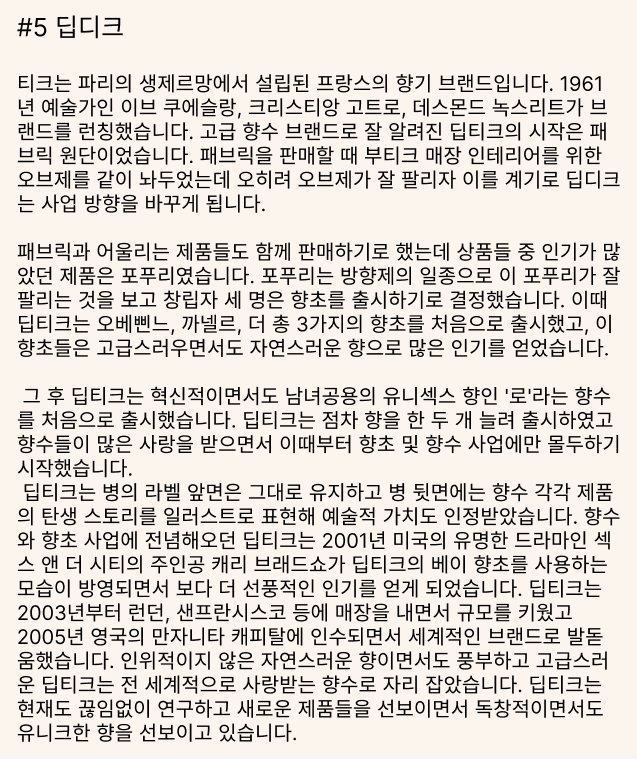 #5 딥디크
티크는 파리의 생제르망에서 설립된 프랑스의 향기 브랜드입니다. 1961
년 예술가인 이브 쿠에슬랑, 크리스티앙 고트로, 데스몬드 녹스리트가 브
랜드를 런칭했습니다. 고급 향수 브랜드로 잘 알려진 딥티크의 시작은 패
브릭 원단이었습니다. 패브릭을 판매할 때 부티크 매장 인테리어를 위한
오브제를 같이 놔두었는데 오히려 오브제가 잘 팔리자 이를 계기로 딥디크
는 사업 방향을 바꾸게 됩니다.
패브릭과 어울리는 제품들도 함께 판매하기로 했는데 상품들 중 인기가 많
았던 제품은 포푸리였습니다. 포푸리는 방향제의 일종으로 이 포푸리가 잘
팔리는 것을 보고 창립자 세 명은 향초를 출시하기로 결정했습니다. 이때
딥티크는 오베삔느, 까넬르, 더 총 3가지의 향초를 처음으로 출시했고, 이
향초들은 고급스러우면서도 자연스러운 향으로 많은 인기를 얻었습니다.
그 후 딥티크는 혁신적이면서도 남녀공용의 유니섹스 향인 '로'라는 향수
를 처음으로 출시했습니다. 딥티크는 점차 향을 한 두 개 늘려 출시하였고
향수들이 많은 사랑을 받으면서 이때부터 향초 및 향수 사업에만 몰두하기
시작했습니다.
딥티크는 병의 라벨 앞면은 그대로 유지하고 병 뒷면에는 향수 각각 제품
의 탄생 스토리를 일러스트로 표현해 예술적 가치도 인정받았습니다. 향수
와 향초 사업에 전념해오던 딥티크는 2001년 미국의 유명한 드라마인 섹
스 앤 더 시티의 주인공 캐리 브래드쇼가 딥티크의 베이 향초를 사용하는
모습이 방영되면서 보다 더 선풍적인 인기를 얻게 되었습니다. 딥티크는
2003년부터 런던, 샌프란시스코 등에 매장을 내면서 규모를 키웠고
2005년 영국의 만자니타 캐피탈에 인수되면서 세계적인 브랜드로 발돋
움했습니다. 인위적이지 않은 자연스러운 향이면서도 풍부하고 고급스러
운 딥티크는 전 세계적으로 사랑받는 향수로 자리 잡았습니다. 딥티크는
현재도 끊임없이 연구하고 새로운 제품들을 선보이면서 독창적이면서도
유니크한 향을 선보이고 있습니다.